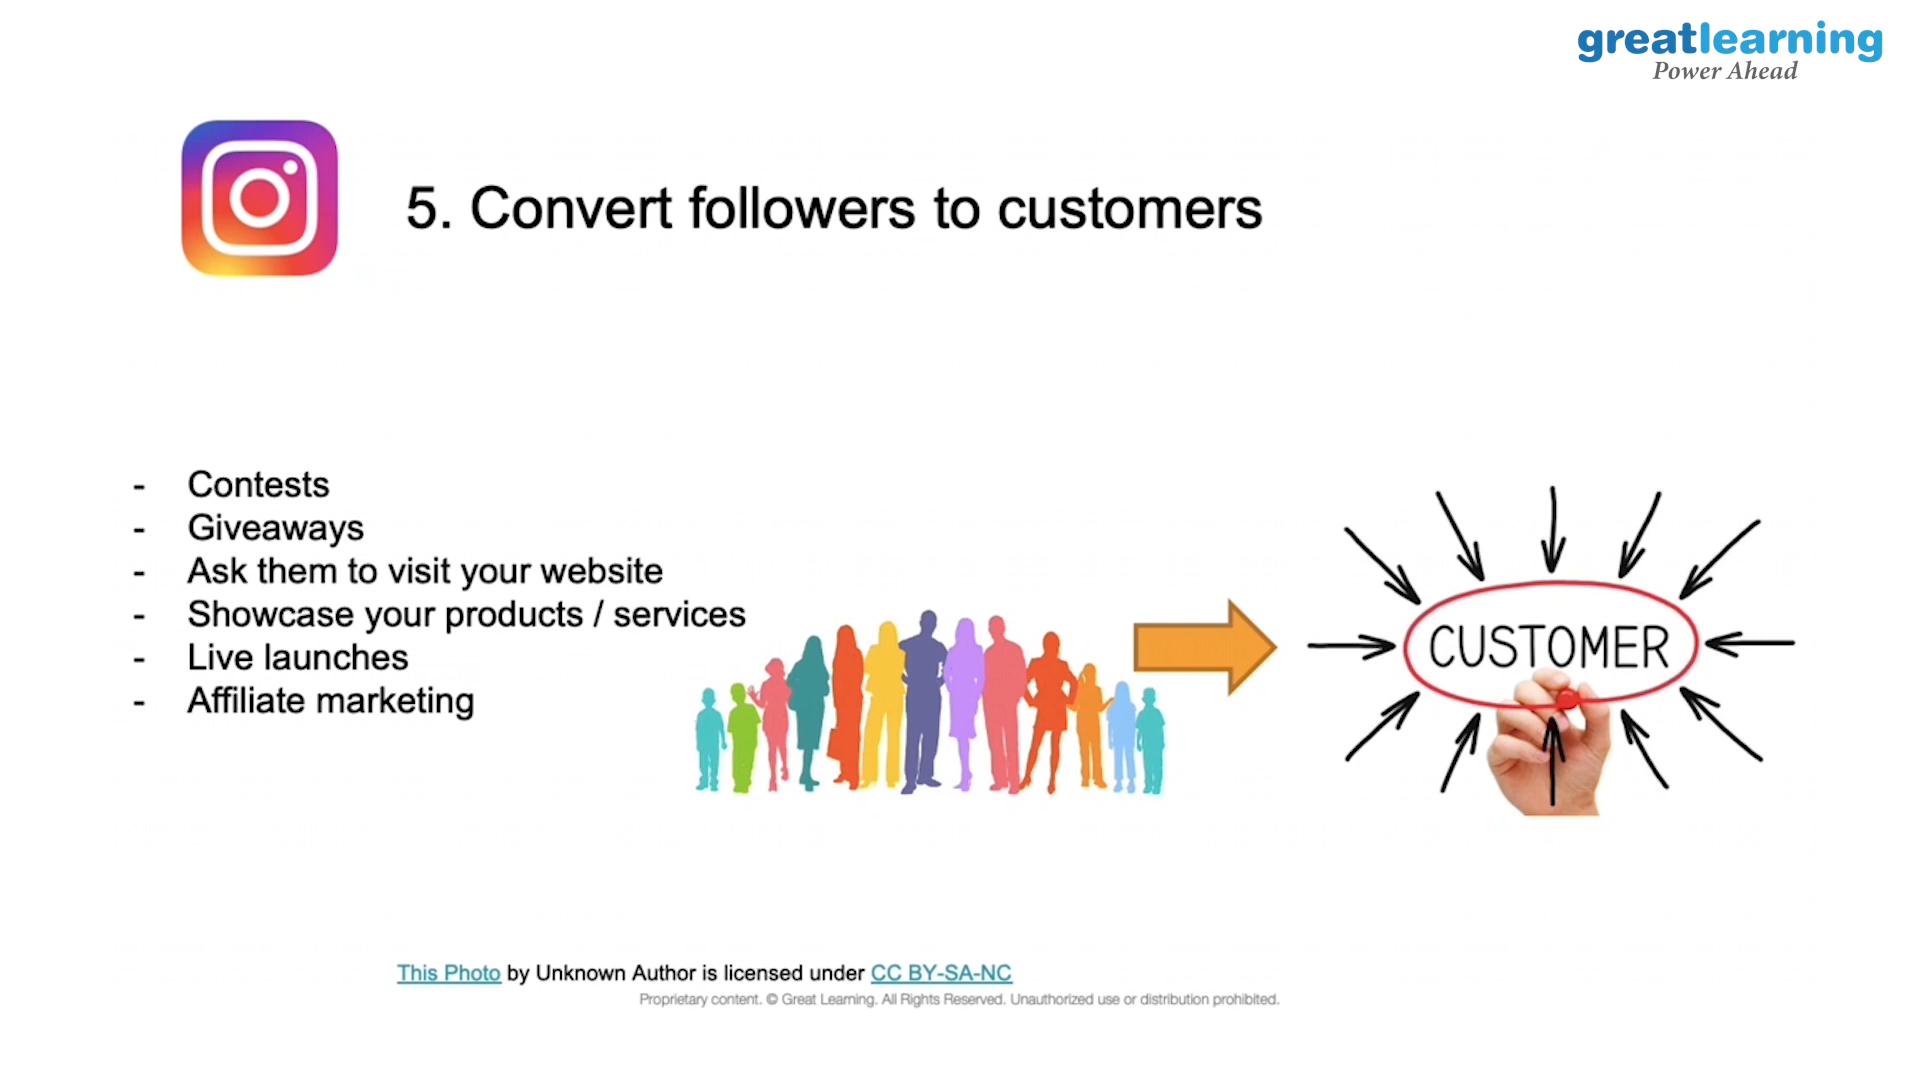 greatlearning
Power Ahead
5. Convert followers to customers
- Contests
- Giveaways
- Ask them to visit your website
- Showcase your products / services
- Live launches
- Affiliate marketing
CUSTOMER
This Photo by Unknown Author is licensed under CC BY-SA-NC
Proprietary content. © Great Learning. All Rights Reserved. Unauthorized use or distribution prohibited.